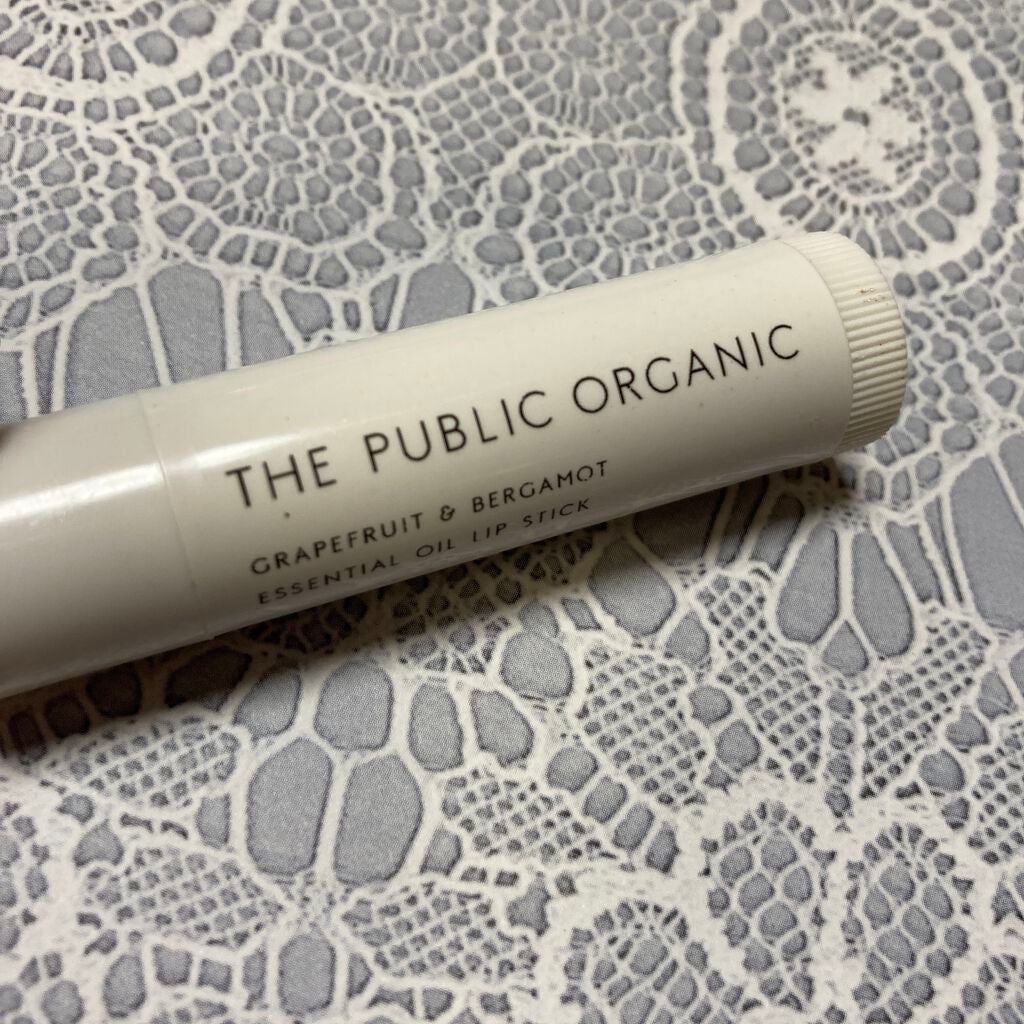 THE PUBLIC ORGANIC
GRAPEFRUIT & BERGAMOT
ESSENTIAL OIL LIP STICK